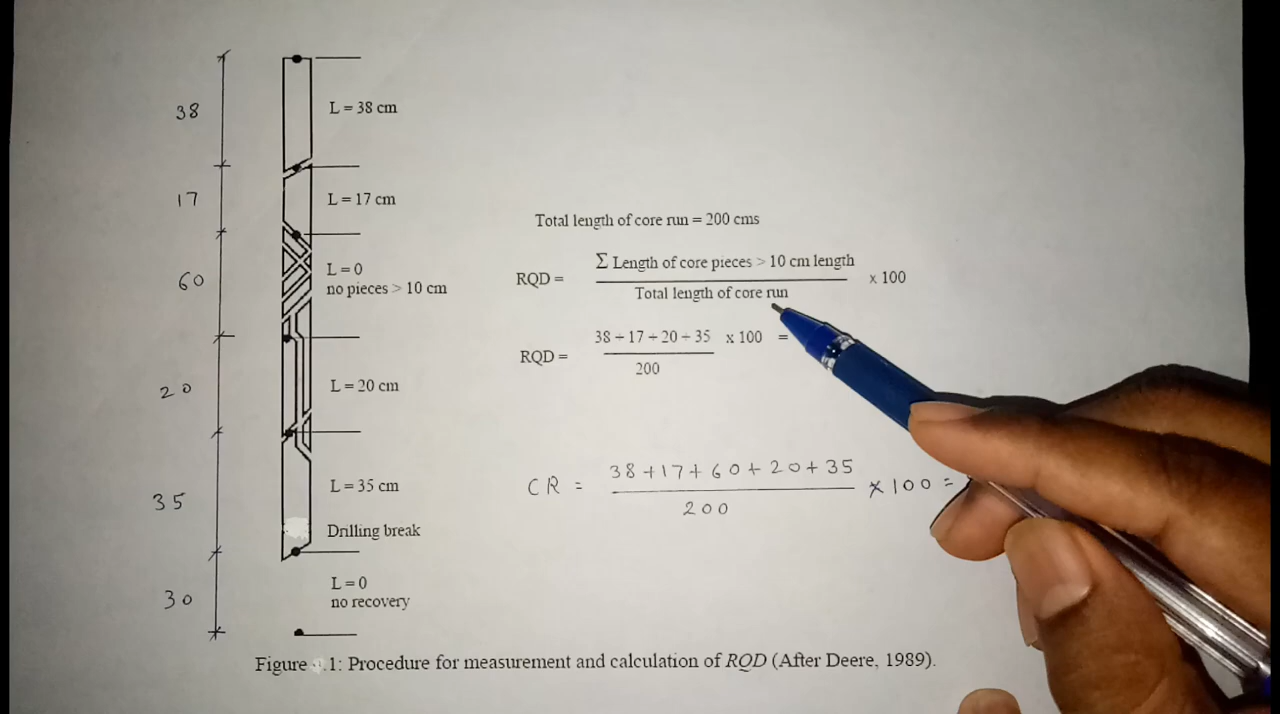 38
L = 38 cm
17
L = 17 cm
60
L = 0
no pieces > 10 cm
20
L = 20 cm
35
L = 35 cm
Drilling break
30
L = 0
no recovery
Total length of core run = 200 cms
RQD = Σ Length of core pieces > 10 cm length x 100
Total length of core run
RQD = 38 + 17 + 20 + 35 x 100 =
200
CR = 38+17+60+20+35 × 100 =
200
Figure .1: Procedure for measurement and calculation of RQD (After Deere, 1989).